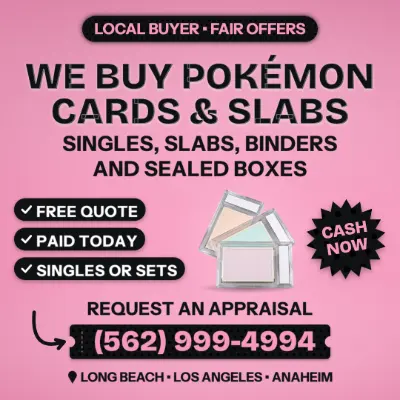 LOCAL BUYER • FAIR OFFERS
WE BUY POKÉMON
CARDS & SLABS
SINGLES, SLABS, BINDERS
AND SEALED BOXES
FREE QUOTE
PAID TODAY
SINGLES OR SETS
CASH
NOW
REQUEST AN APPRAISAL
(562) 999-4994
LONG BEACH • LOS ANGELES • ANAHEIM